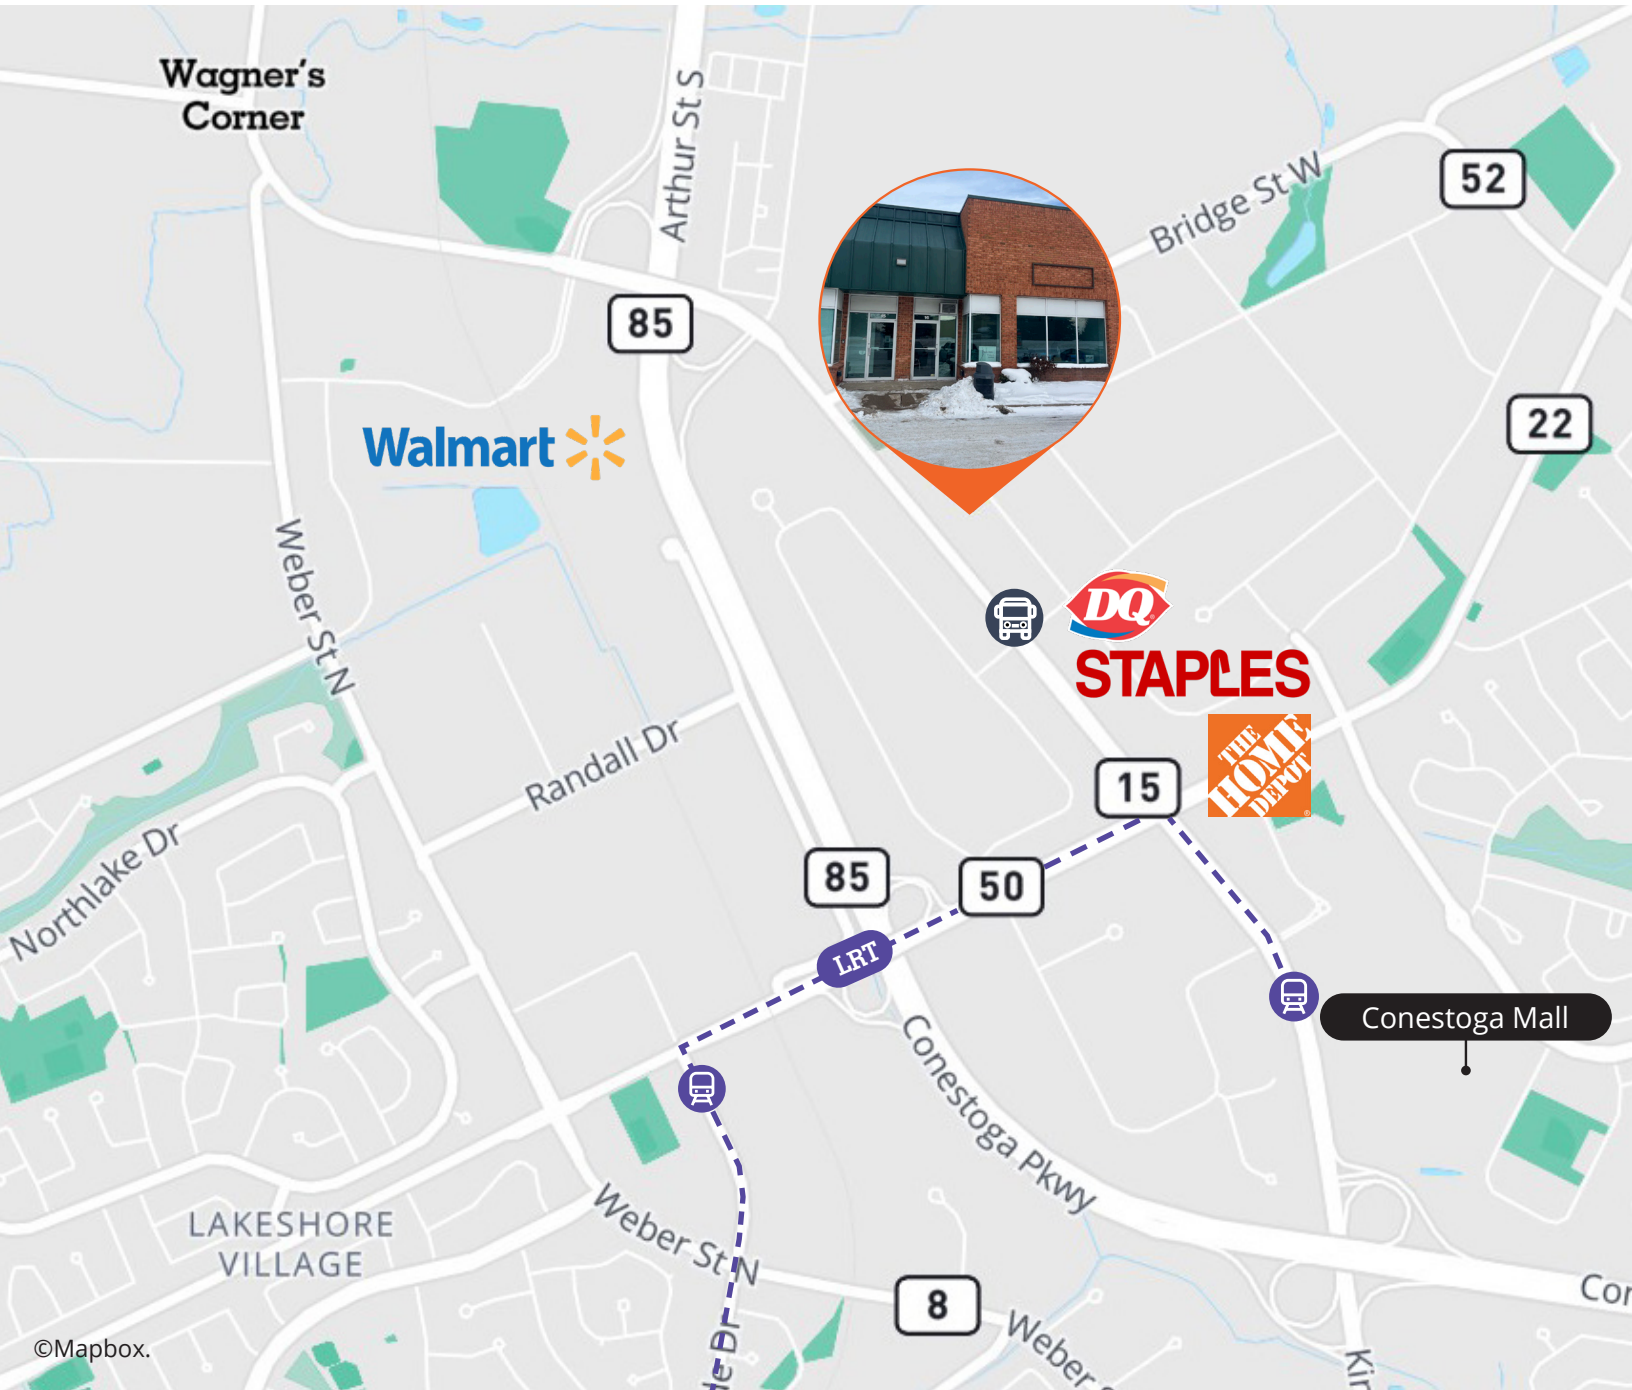 Wagner's
Corner
Arthur St S
Bridge St W
52
85
22
Walmart
Weber St N
DQ
STAPLES
THE
HOME
DEPOT
Randall Dr
15
Northlake Dr
85
50
LRT
Conestoga Mall
Conestoga Pkwy
LAKESHORE
VILLAGE
Weber St N
8
Weber
©Mapbox.